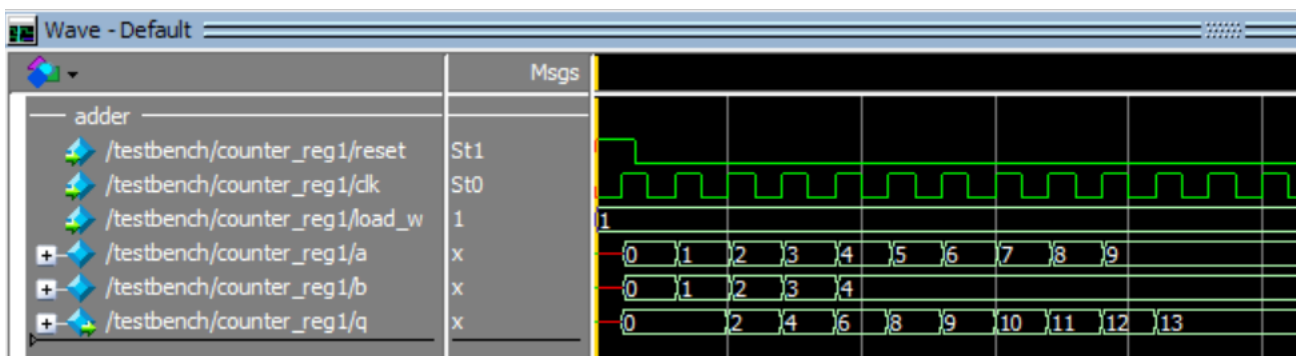 Wave - Default
Msgs
adder
/testbench/counter_reg1/reset St1
/testbench/counter_reg1/clk St0
/testbench/counter_reg1/load_w 1 1
/testbench/counter_reg1/a x 0 1 2 3 4 5 6 7 8 9
/testbench/counter_reg1/b x 0 1 2 3 4
/testbench/counter_reg1/q x 0 2 4 6 8 9 10 11 12 13